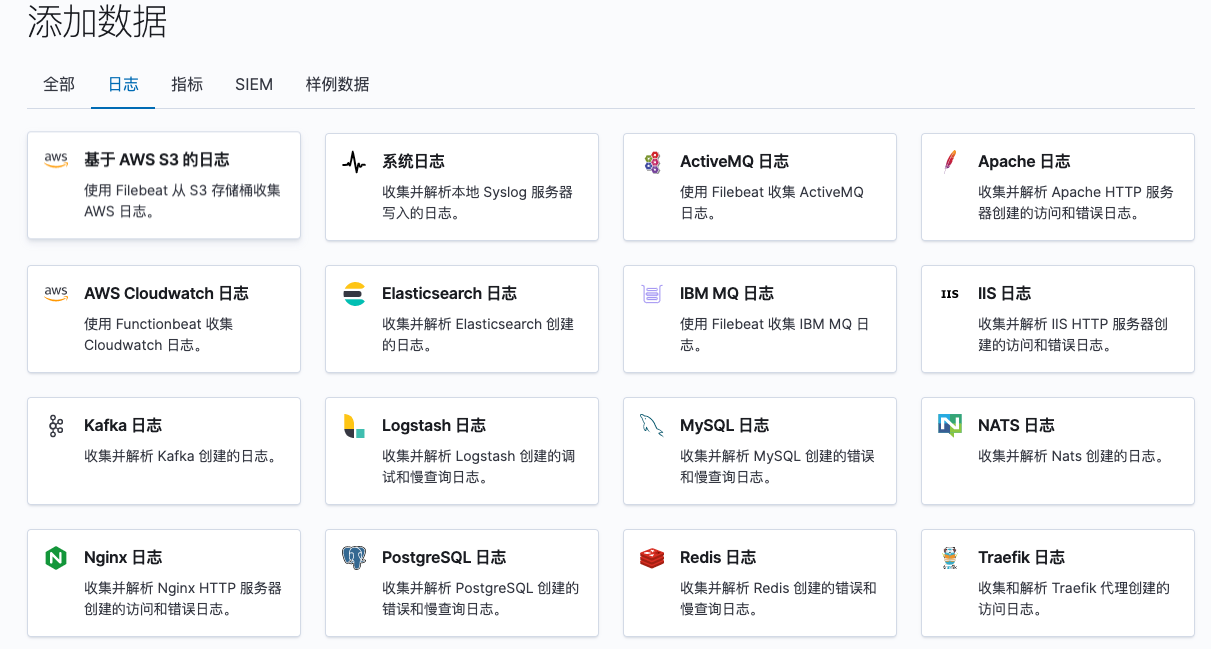 添加数据
全部 日志 指标 SIEM 样例数据
aws 基于 AWS S3 的日志
使用 Filebeat 从 S3 存储桶收集
AWS 日志。
系统日志
收集并解析本地 Syslog 服务器
写入的日志。
ActiveMQ 日志
使用 Filebeat 收集 ActiveMQ
日志。
Apache 日志
收集并解析 Apache HTTP 服务
器创建的访问和错误日志。
aws AWS Cloudwatch 日志
使用 Functionbeat 收集
Cloudwatch 日志。
Elasticsearch 日志
收集并解析 Elasticsearch 创建
的日志。
IBM MQ 日志
使用 Filebeat 收集 IBM MQ 日
志。
IIS IIS 日志
收集并解析 IIS HTTP 服务器创
建的访问和错误日志。
Kafka 日志
收集并解析 Kafka 创建的日志。
Logstash 日志
收集并解析 Logstash 创建的调
试和慢查询日志。
MySQL 日志
收集并解析 MySQL 创建的错误
和慢查询日志。
N NATS 日志
收集并解析 Nats 创建的日志。
N Nginx 日志
收集并解析 Nginx HTTP 服务器
创建的访问和错误日志。
PostgreSQL 日志
收集并解析 PostgreSQL 创建的
错误和慢查询日志。
Redis 日志
收集并解析 Redis 创建的错误和
慢查询日志。
Traefik 日志
收集和解析 Traefik 代理创建的
访问日志。